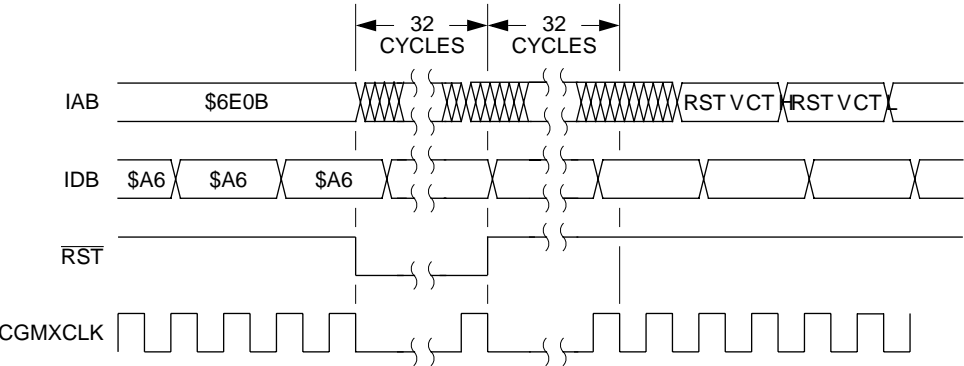 32
CYCLES
32
CYCLES
IAB
$6E0B
RST VCT H
RST VCT L
IDB
$A6
$A6
$A6
RST
CGMXCLK